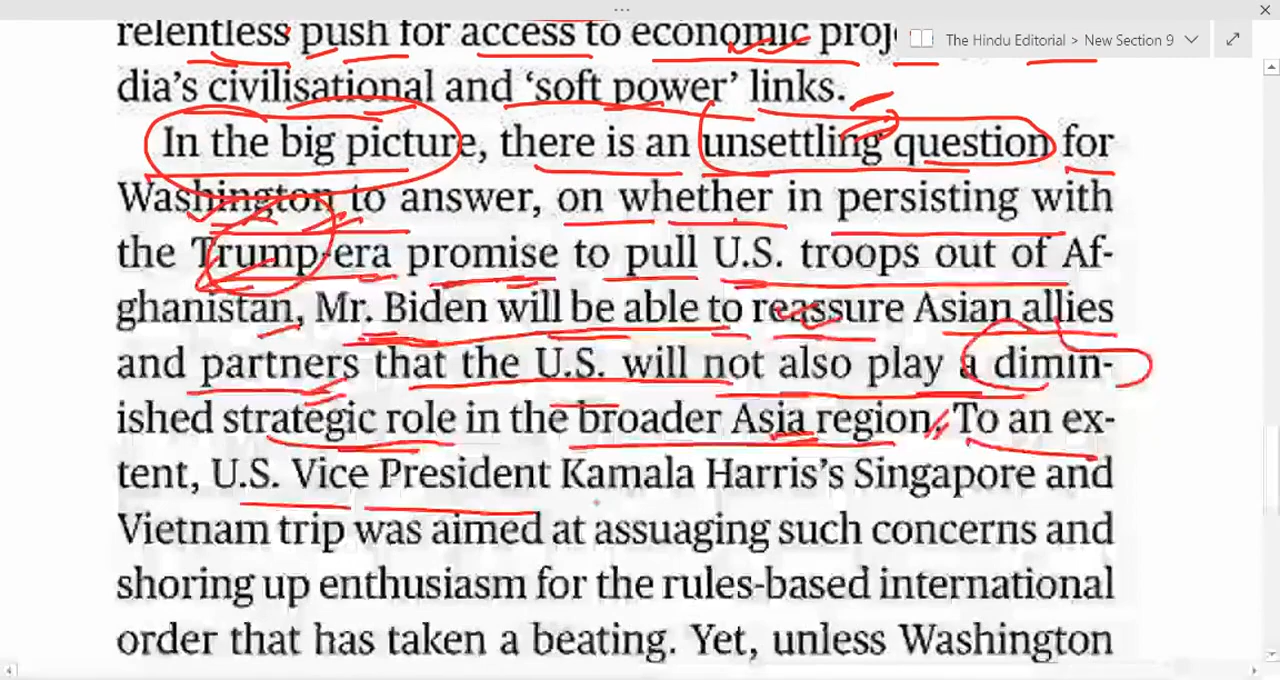 relentless push for access to economic proj
The Hindu Editorial > New Section 9
dia's civilisational and 'soft power' links.
In the big picture, there is an unsettling question for
Washington to answer, on whether in persisting with
the Trump-era promise to pull U.S. troops out of Af-
ghanistan, Mr. Biden will be able to reassure Asian allies
and partners that the U.S. will not also play a dimin-
ished strategic role in the broader Asia region. To an ex-
tent, U.S. Vice President Kamala Harris's Singapore and
Vietnam trip was aimed at assuaging such concerns and
shoring up enthusiasm for the rules-based international
order that has taken a beating. Yet, unless Washington